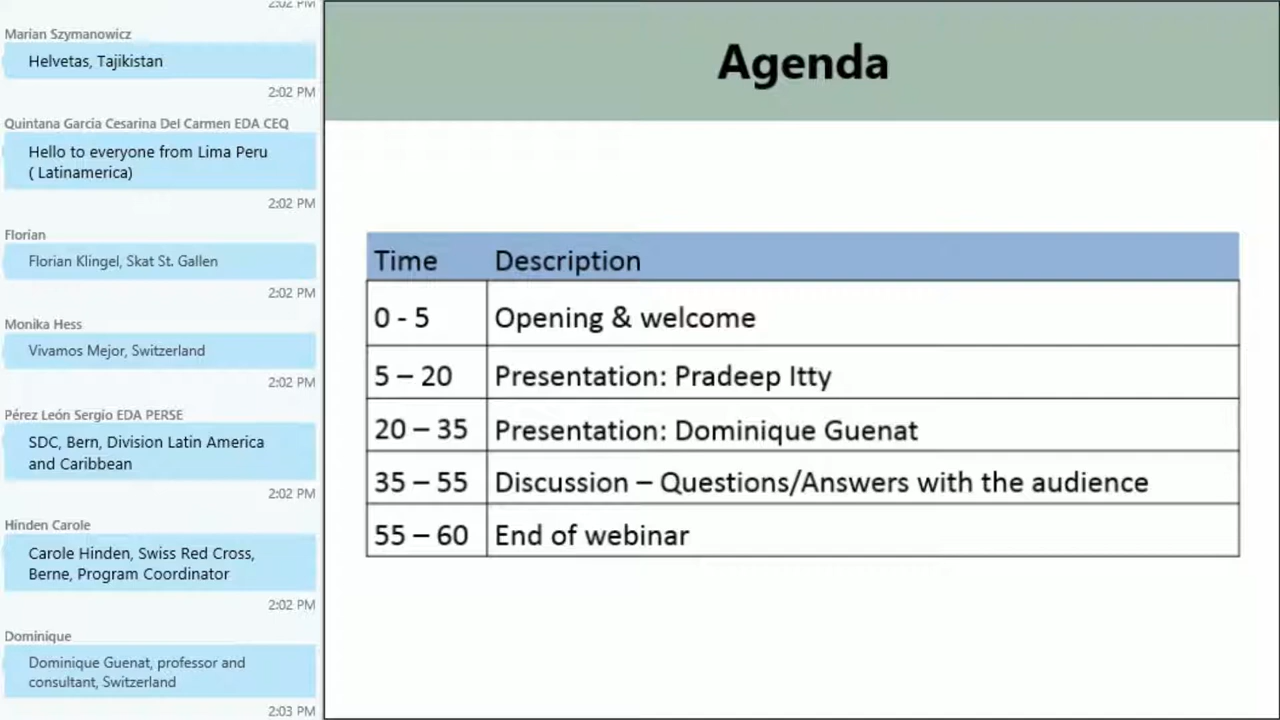 2:02 PM
Marian Szymanowicz
Helvetas, Tajikistan
2:02 PM
Quintana García Cesarina Del Carmen EDA CEQ
Hello to everyone from Lima Peru
( Latinamerica)
2:02 PM
Florian
Florian Klingel, Skat St. Gallen
2:02 PM
Monika Hess
Vivamos Mejor, Switzerland
2:02 PM
Pérez León Sergio EDA PERSE
SDC, Bern, Division Latin America
and Caribbean
2:02 PM
Hinden Carole
Carole Hinden, Swiss Red Cross,
Berne, Program Coordinator
2:02 PM
Dominique
Dominique Guenat, professor and
consultant, Switzerland
2:03 PM
Agenda
Time Description
0 - 5 Opening & welcome
5 – 20 Presentation: Pradeep Itty
20 – 35 Presentation: Dominique Guenat
35 – 55 Discussion – Questions/Answers with the audience
55 – 60 End of webinar